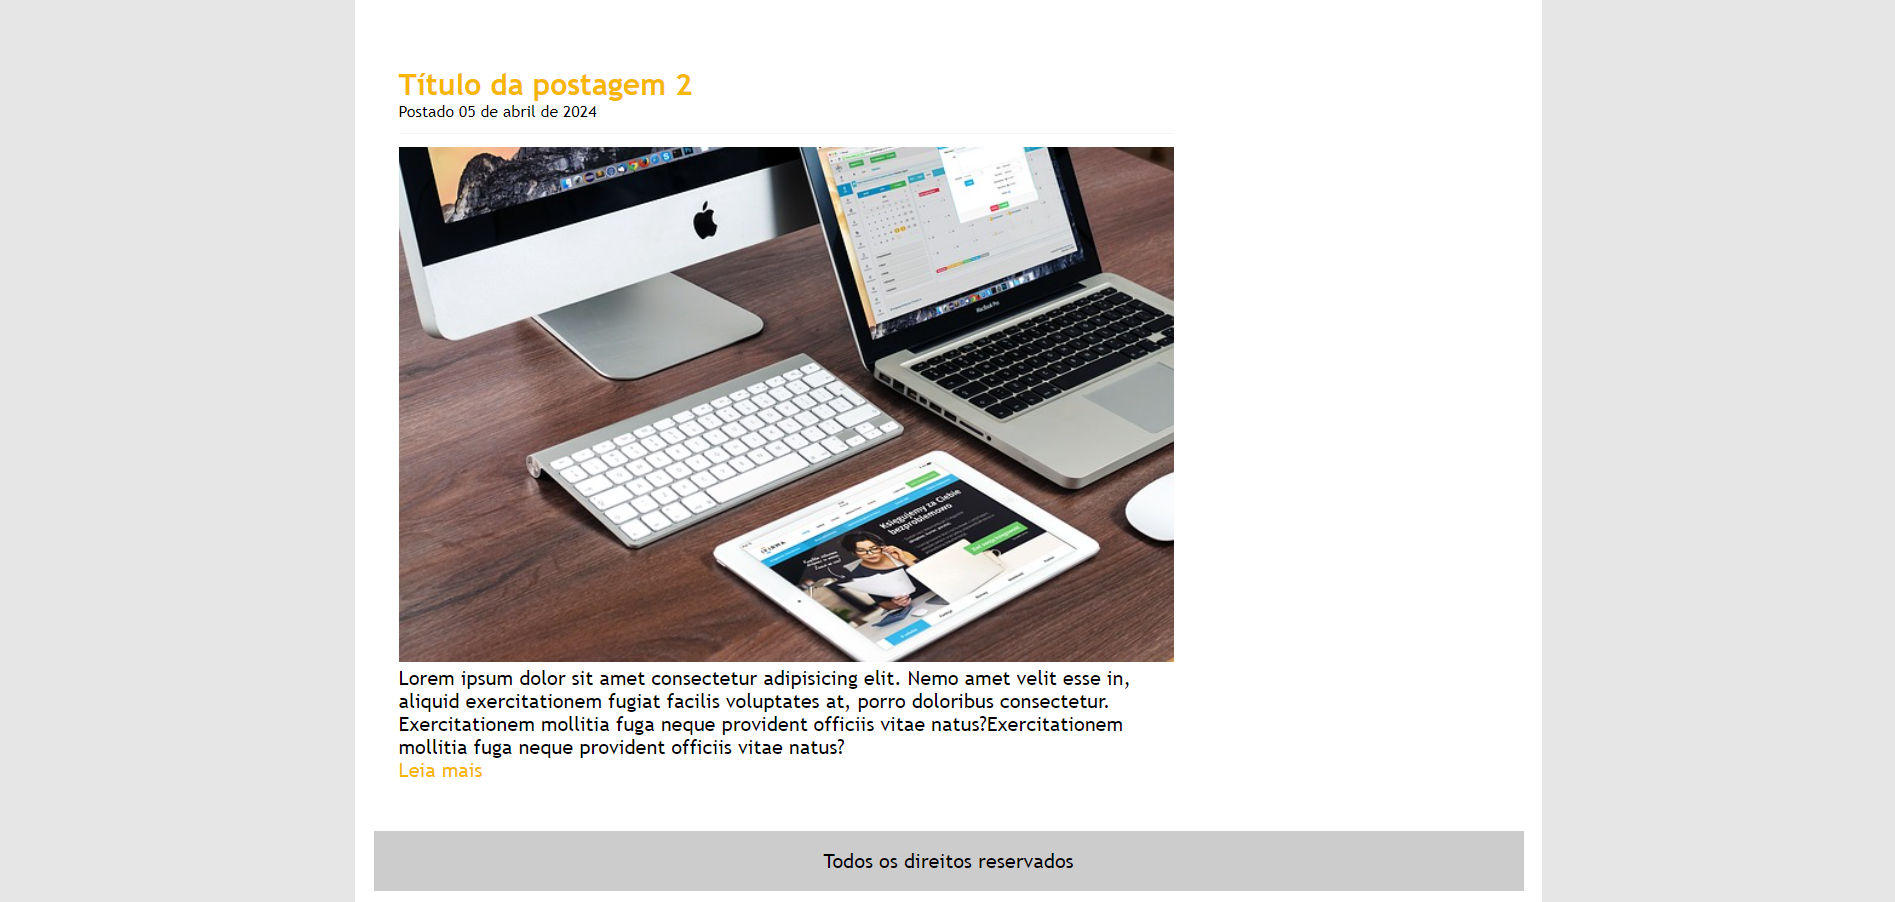 Título da postagem 2
Postado 05 de abril de 2024
MacBook Pro
Księgujemy za Ciebie
bezproblemowo
Lorem ipsum dolor sit amet consectetur adipisicing elit. Nemo amet velit esse in,
aliquid exercitationem fugiat facilis voluptates at, porro doloribus consectetur.
Exercitationem mollitia fuga neque provident officiis vitae natus?Exercitationem
mollitia fuga neque provident officiis vitae natus?
Leia mais
Todos os direitos reservados